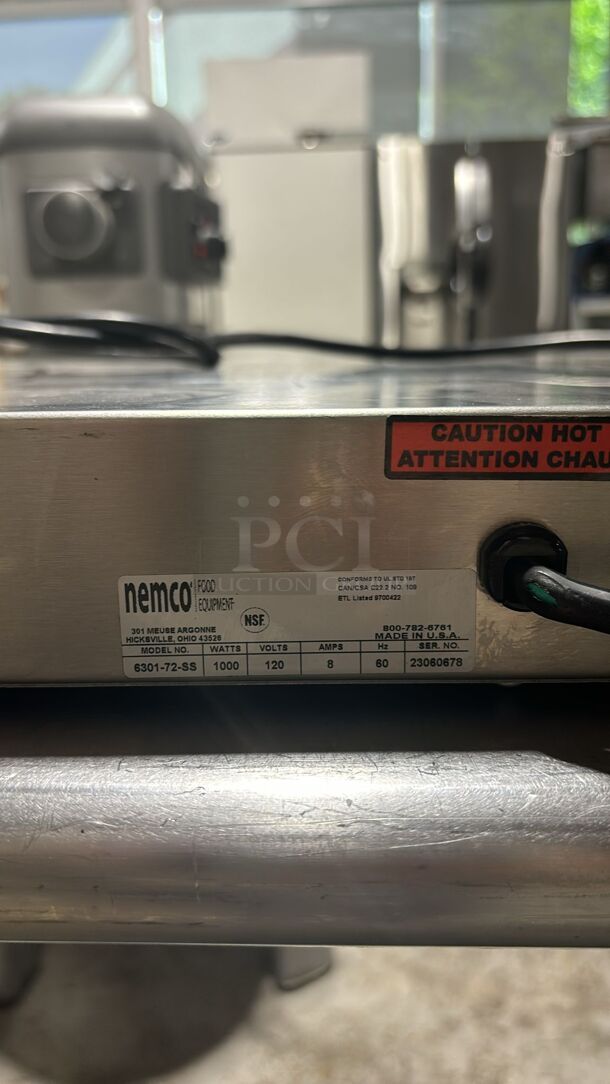 CAUTION HOT
ATTENTION CHAU
PCI
UCTION
nemco
FOOD
EQUIPMENT
NSF
CONFORMS TO UL STD 197
CAN/CSA C22.2 NO. 109
ETL Listed 9700422
301 MEUSE ARGONNE
HICKSVILLE, OHIO 43526
800-782-6761
MADE IN U.S.A.
MODEL NO. WATTS VOLTS AMPS Hz SER. NO.
6301-72-SS 1000 120 8 60 23060678